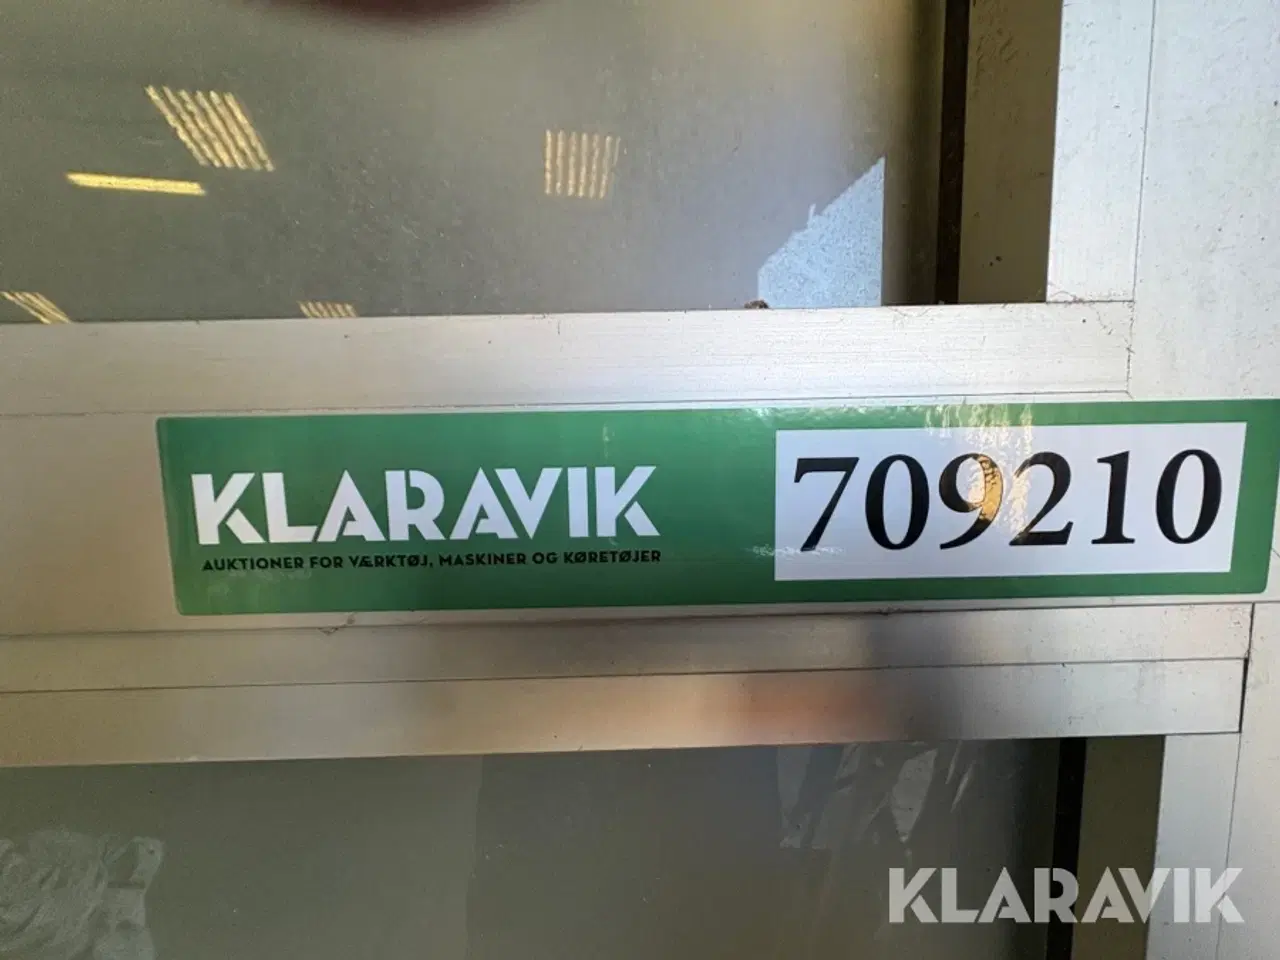 KLARAVIK
AUKTIONER FOR VÆRKTØJ, MASKINER OG KØRETØJER
709210
KLARAVIK